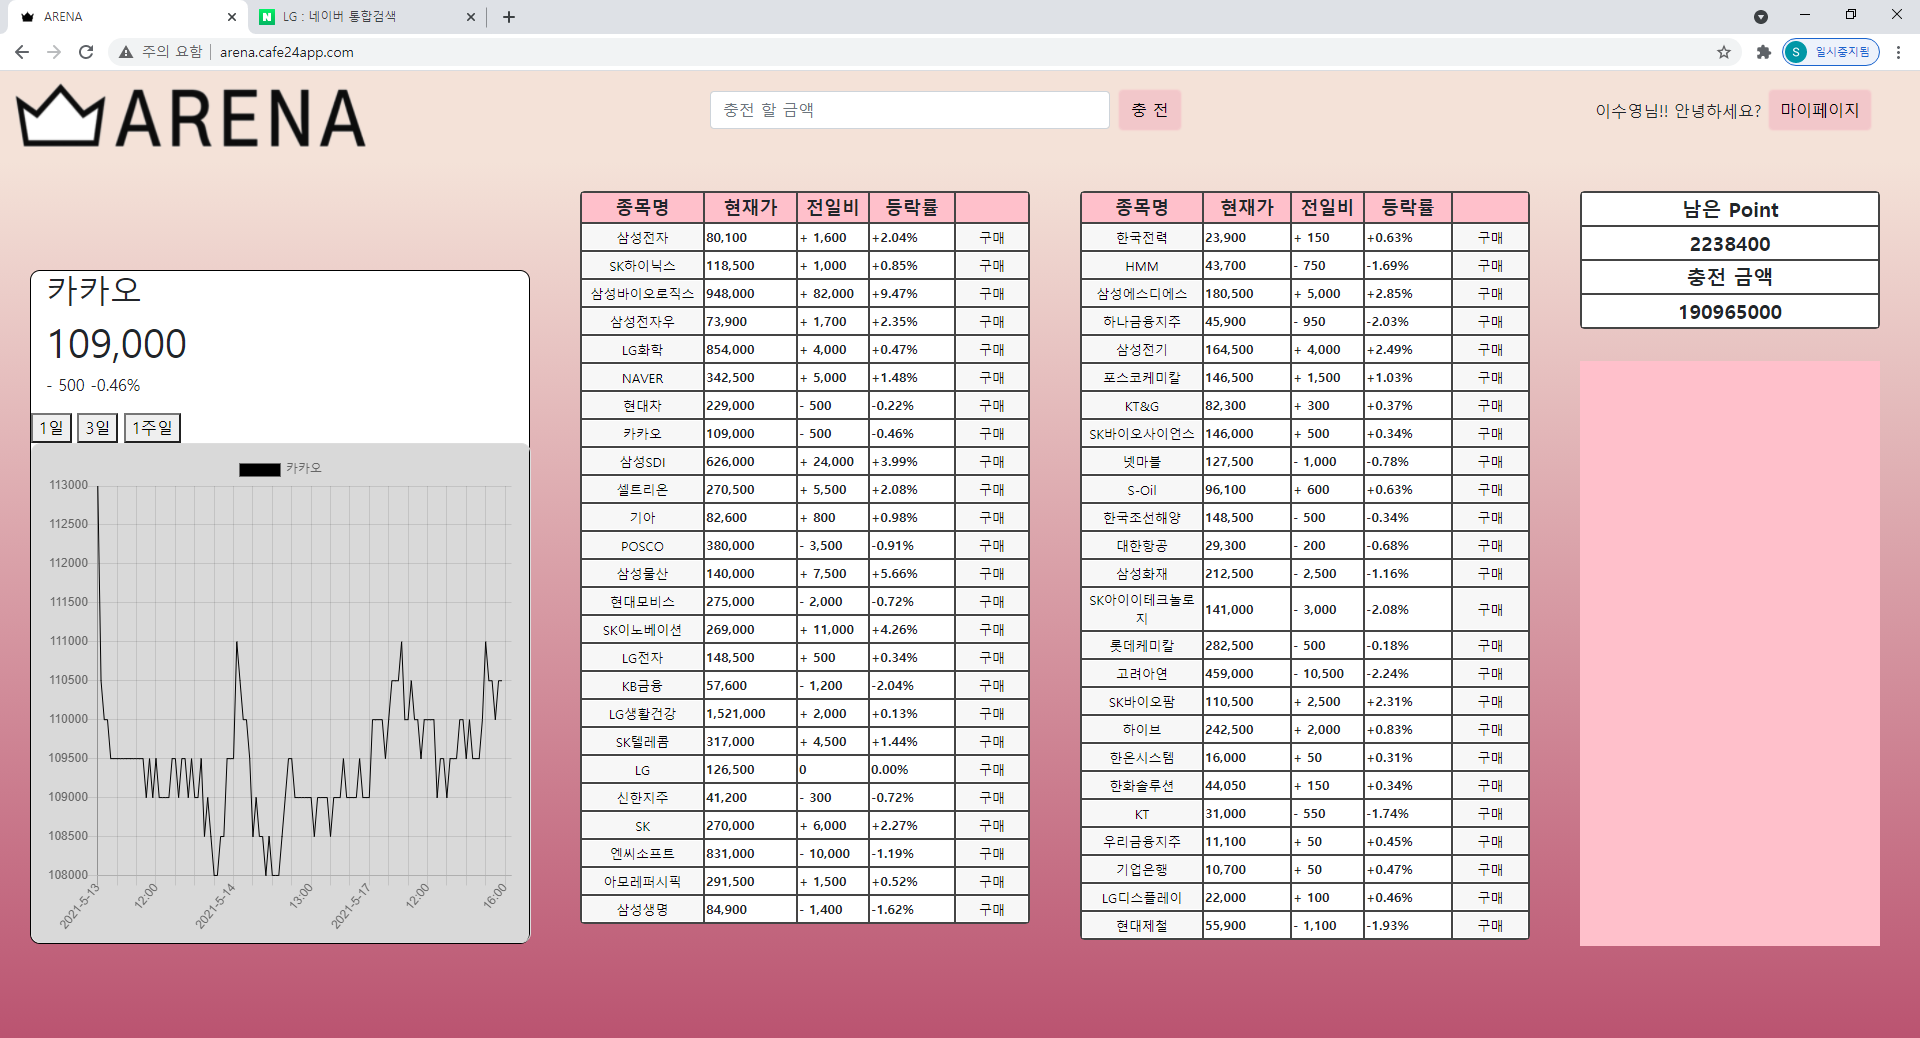 ARENA
LG : 네이버 통합검색
주의 요함
arena.cafe24app.com
S 일시중지됨
ARENA
충전 할 금액
충 전
이수영님!! 안녕하세요?
마이페이지
카카오
109,000
- 500 -0.46%
1일 3일 1주일
카카오
113000
112500
112000
111500
111000
110500
110000
109500
109000
108500
108000
2021-5-13 12:00 2021-5-14 13:00 2021-5-17 12:00 16:00
종목명 현재가 전일비 등락률
삼성전자 80,100 + 1,600 +2.04% 구매
SK하이닉스 118,500 + 1,000 +0.85% 구매
삼성바이오로직스 948,000 + 82,000 +9.47% 구매
삼성전자우 73,900 + 1,700 +2.35% 구매
LG화학 854,000 + 4,000 +0.47% 구매
NAVER 342,500 + 5,000 +1.48% 구매
현대차 229,000 - 500 -0.22% 구매
카카오 109,000 - 500 -0.46% 구매
삼성SDI 626,000 + 24,000 +3.99% 구매
셀트리온 270,500 + 5,500 +2.08% 구매
기아 82,600 + 800 +0.98% 구매
POSCO 380,000 - 3,500 -0.91% 구매
삼성물산 140,000 + 7,500 +5.66% 구매
현대모비스 275,000 - 2,000 -0.72% 구매
SK이노베이션 269,000 + 11,000 +4.26% 구매
LG전자 148,500 + 500 +0.34% 구매
KB금융 57,600 - 1,200 -2.04% 구매
LG생활건강 1,521,000 + 2,000 +0.13% 구매
SK텔레콤 317,000 + 4,500 +1.44% 구매
LG 126,500 0 0.00% 구매
신한지주 41,200 - 300 -0.72% 구매
SK 270,000 + 6,000 +2.27% 구매
엔씨소프트 831,000 - 10,000 -1.19% 구매
아모레퍼시픽 291,500 + 1,500 +0.52% 구매
삼성생명 84,900 - 1,400 -1.62% 구매
종목명 현재가 전일비 등락률
한국전력 23,900 + 150 +0.63% 구매
HMM 43,700 - 750 -1.69% 구매
삼성에스디에스 180,500 + 5,000 +2.85% 구매
하나금융지주 45,900 - 950 -2.03% 구매
삼성전기 164,500 + 4,000 +2.49% 구매
포스코케미칼 146,500 + 1,500 +1.03% 구매
KT&G 82,300 + 300 +0.37% 구매
SK바이오사이언스 146,000 + 500 +0.34% 구매
넷마블 127,500 - 1,000 -0.78% 구매
S-Oil 96,100 + 600 +0.63% 구매
한국조선해양 148,500 - 500 -0.34% 구매
대한항공 29,300 - 200 -0.68% 구매
삼성화재 212,500 - 2,500 -1.16% 구매
SK아이이테크놀로
지 141,000 - 3,000 -2.08% 구매
롯데케미칼 282,500 - 500 -0.18% 구매
고려아연 459,000 - 10,500 -2.24% 구매
SK바이오팜 110,500 + 2,500 +2.31% 구매
하이브 242,500 + 2,000 +0.83% 구매
한온시스템 16,000 + 50 +0.31% 구매
한화솔루션 44,050 + 150 +0.34% 구매
KT 31,000 - 550 -1.74% 구매
우리금융지주 11,100 + 50 +0.45% 구매
기업은행 10,700 + 50 +0.47% 구매
LG디스플레이 22,000 + 100 +0.46% 구매
현대제철 55,900 - 1,100 -1.93% 구매
남은 Point
2238400
충전 금액
190965000